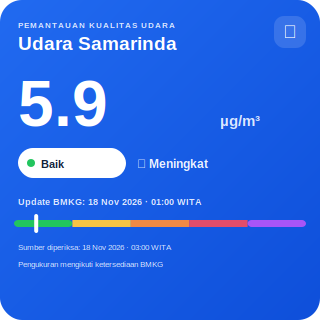 PEMANTAUAN KUALITAS UDARA
Udara Samarinda
5.9
µg/m³
Baik
Meningkat
Update BMKG: 18 Nov 2026 · 01:00 WITA
Sumber diperiksa: 18 Nov 2026 · 03:00 WITA
Pengukuran mengikuti ketersediaan BMKG